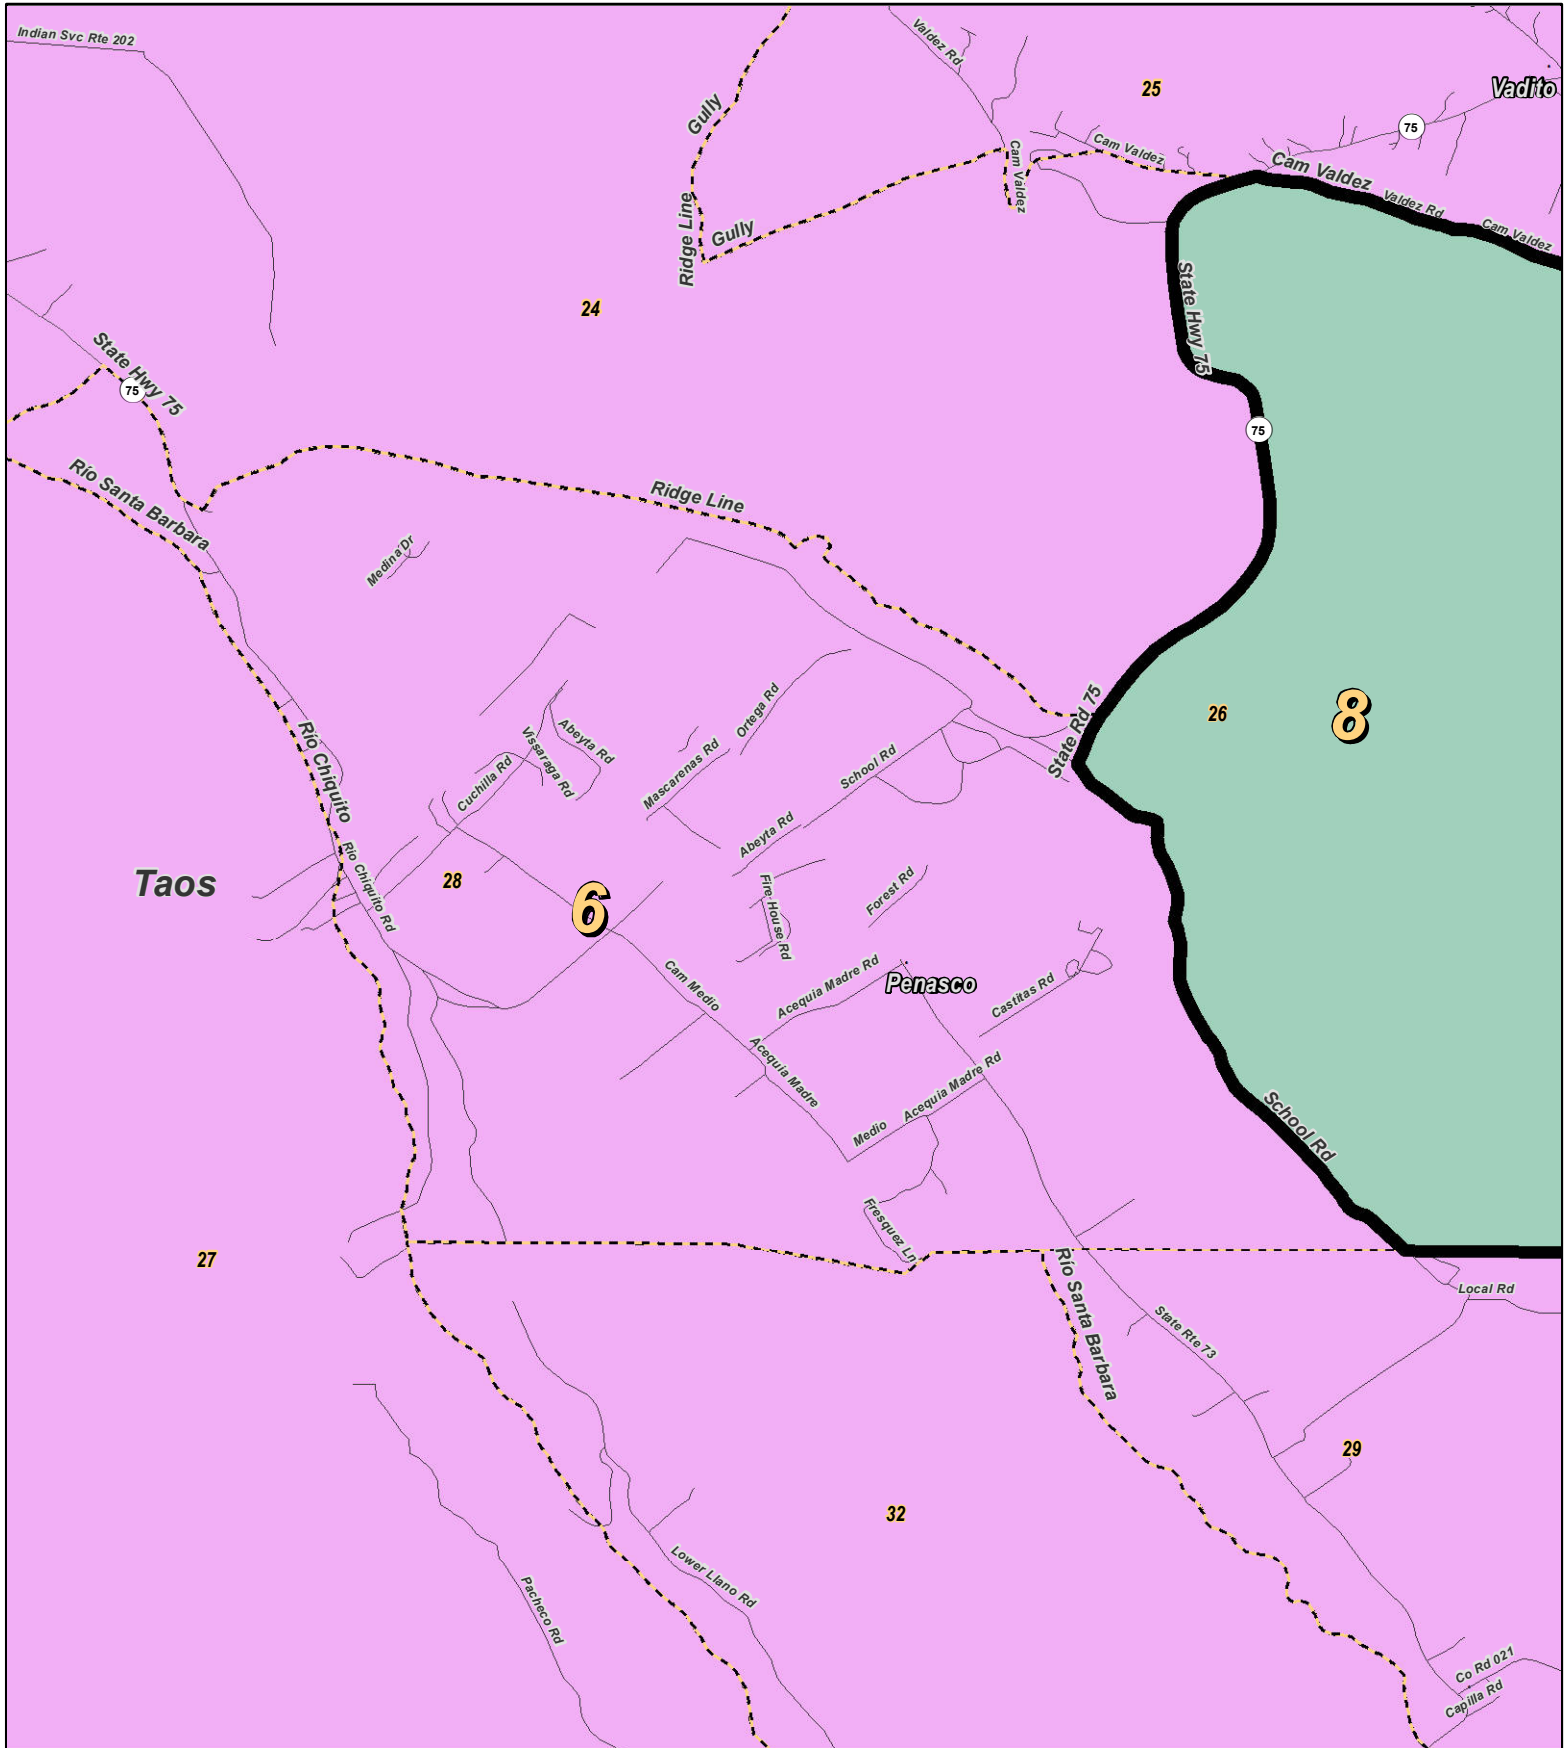 Indian Svc Rte 202
Valdez Rd
25
Vadito
75
Gully
Cam Valdez
Cam Valdez
Cam Valdez
Valdez Rd
Cam Valdez
Ridge Line
Gully
State Hwy 75
24
State Hwy 75
75
75
Río Santa Barbara
Ridge Line
Medina Dr
State Rd 75
26
8
Río Chiquito
Ortega Rd
Abeyta Rd
Vissaraga Rd
Cuchilla Rd
Mascarenas Rd
School Rd
Abeyta Rd
Taos
28
Río Chiquito Rd
6
Fire House Rd
Forest Rd
Cam Medio
Acequia Madre Rd
Penasco
Castitas Rd
Acequia Madre
Acequia Madre Rd
Medio
School Rd
Fresquez Ln
27
Río Santa Barbara
Local Rd
State Rte 73
29
32
Lower Llano Rd
Pacheco Rd
Co Rd 021
Capilla Rd